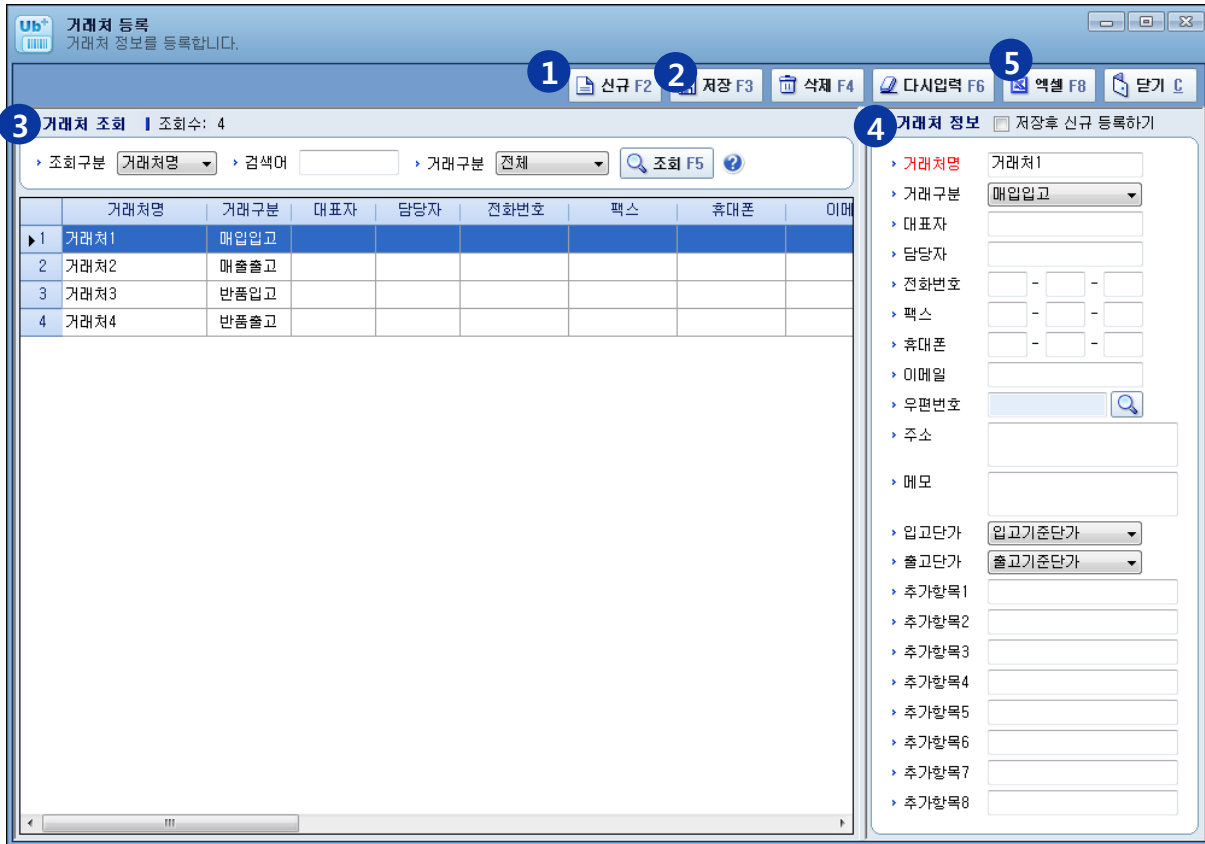 Ub+ 거래처 등록
거래처 정보를 등록합니다.
1 신규 F2 2 저장 F3 삭제 F4 다시입력 F6 5 엑셀 F8 닫기 C
3 거래처 조회 조회수: 4
조회구분 거래처명 검색어 거래구분 전체 조회 F5 ?
거래처명 거래구분 대표자 담당자 전화번호 팩스 휴대폰 이메
1 거래처1 매입입고
2 거래처2 매출출고
3 거래처3 반품입고
4 거래처4 반품출고
4 거래처 정보 저장후 신규 등록하기
거래처명 거래처1
거래구분 매입입고
대표자
담당자
전화번호 - -
팩스 - -
휴대폰 - -
이메일
우편번호
주소
메모
입고단가 입고기준단가
출고단가 출고기준단가
추가항목1
추가항목2
추가항목3
추가항목4
추가항목5
추가항목6
추가항목7
추가항목8